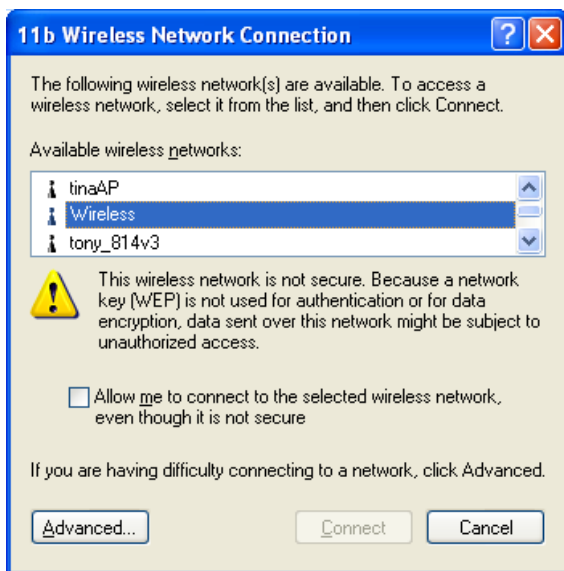 11b Wireless Network Connection
The following wireless network(s) are available. To access a
wireless network, select it from the list, and then click Connect.
Available wireless networks:
tinaAP
Wireless
tony_814v3
This wireless network is not secure. Because a network
key (WEP) is not used for authentication or for data
encryption, data sent over this network might be subject to
unauthorized access.
Allow me to connect to the selected wireless network,
even though it is not secure
If you are having difficulty connecting to a network, click Advanced.
Advanced... Connect Cancel